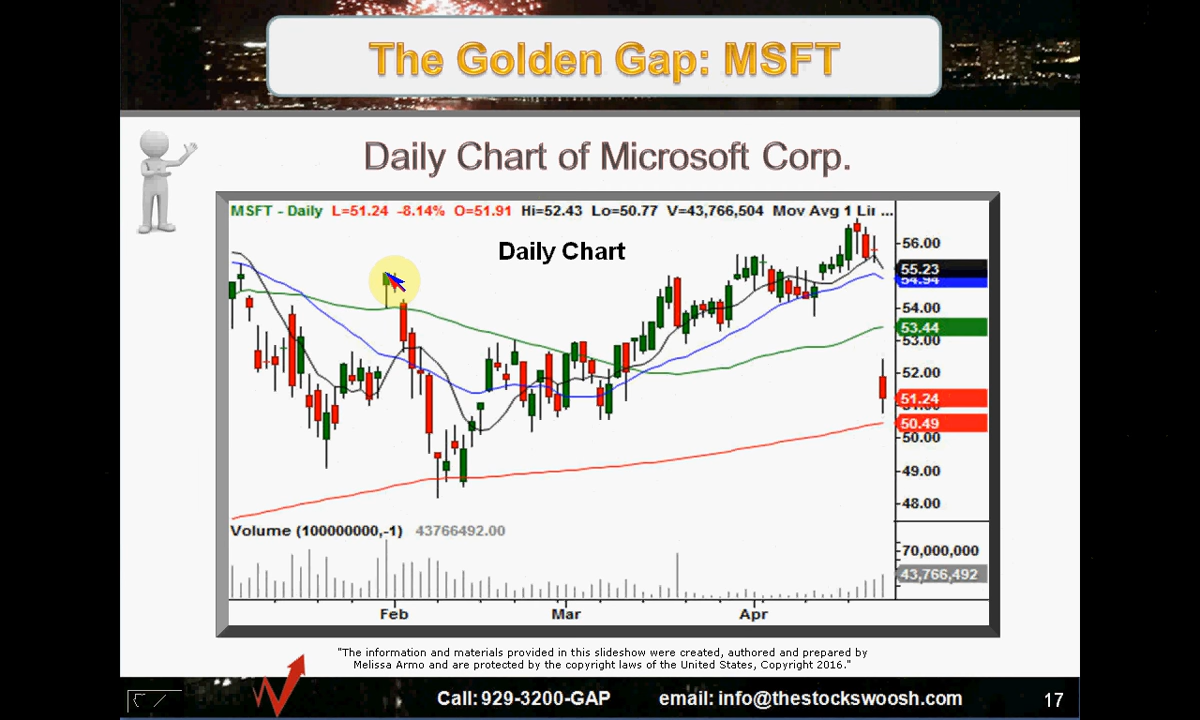 The Golden Gap: MSFT
Daily Chart of Microsoft Corp.
MSFT - Daily L=51.24 -8.14% O=51.91 Hi=52.43 Lo=50.77 V=43,766,504 Mov Avg 1 Lir ...
Daily Chart
56.00
55.23
54.94
54.00
53.44
53.00
52.00
51.24
51.00
50.49
50.00
49.00
48.00
Volume (100000000,-1) 43766492.00
70,000,000
43,766,492
Feb Mar Apr
"The information and materials provided in this slideshow were created, authored and prepared by
Melissa Armo and are protected by the copyright laws of the United States, Copyright 2016."
Call: 929-3200-GAP email: info@thestockswoosh.com 17